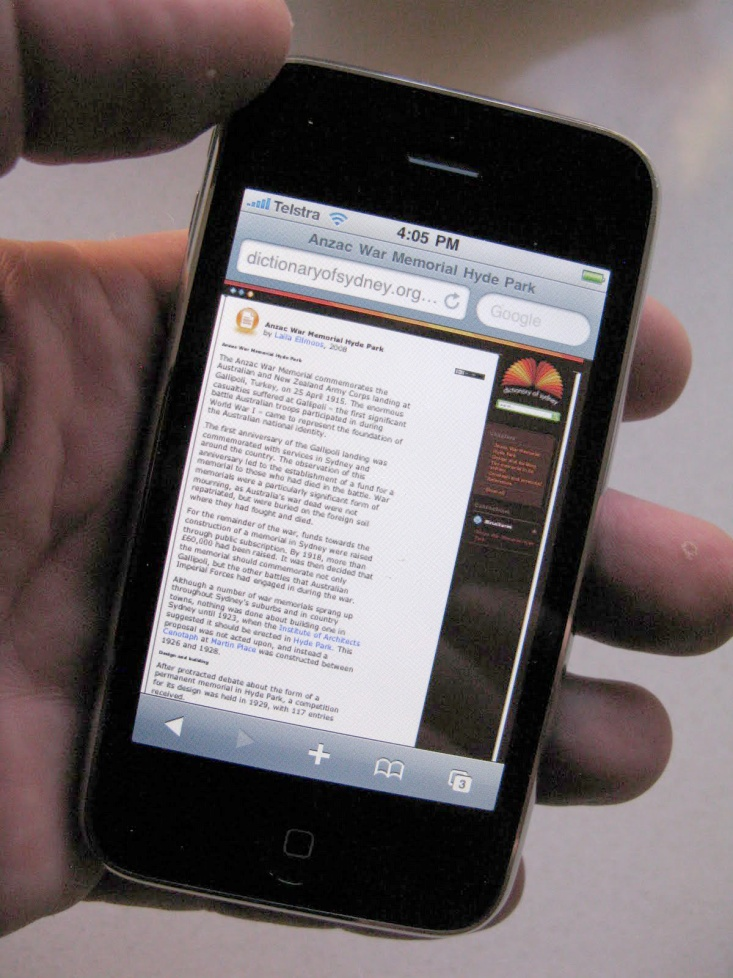 Telstra
4:05 PM
Anzac War Memorial Hyde Park
dictionaryofsydney.org...
Google
Anzac War Memorial Hyde Park
by Laila Ellmoos, 2008
Anzac War Memorial Hyde Park
The Anzac War Memorial commemorates the
Australian and New Zealand Army Corps landing at
Gallipoli, Turkey, on 25 April 1915. The enormous
casualties suffered at Gallipoli – the first significant
battle Australian troops participated in during
World War I – came to represent the foundation of
the Australian national identity.
The first anniversary of the Gallipoli landing was
commemorated with services in Sydney and
around the country. The observation of this
anniversary led to the establishment of a fund for a
memorial to those who had died in the battle. War
memorials were a particularly significant form of
mourning, as Australia's war dead were not
repatriated, but were buried on the foreign soil
where they had fought and died.
For the remainder of the war, funds towards the
construction of a memorial in Sydney were raised
through public subscription. By 1918, more than
£60,000 had been raised. It was then decided that
the memorial should commemorate not only
Gallipoli, but the other battles that Australian
Imperial Forces had engaged in during the war.
Although a number of war memorials sprang up
throughout Sydney's suburbs and in country
towns, nothing was done about building one in
Sydney until 1923, when the Institute of Architects
suggested it should be erected in Hyde Park. This
proposal was not acted upon, and instead a
Cenotaph at Martin Place was constructed between
1926 and 1928.
Design and building
After protracted debate about the form of a
permanent memorial in Hyde Park, a competition
for its design was held in 1929, with 117 entries
received.
dictionary of sydney
Chapters
Anzac War Memorial
Hyde Park
Design and building
Connections
Structures
3